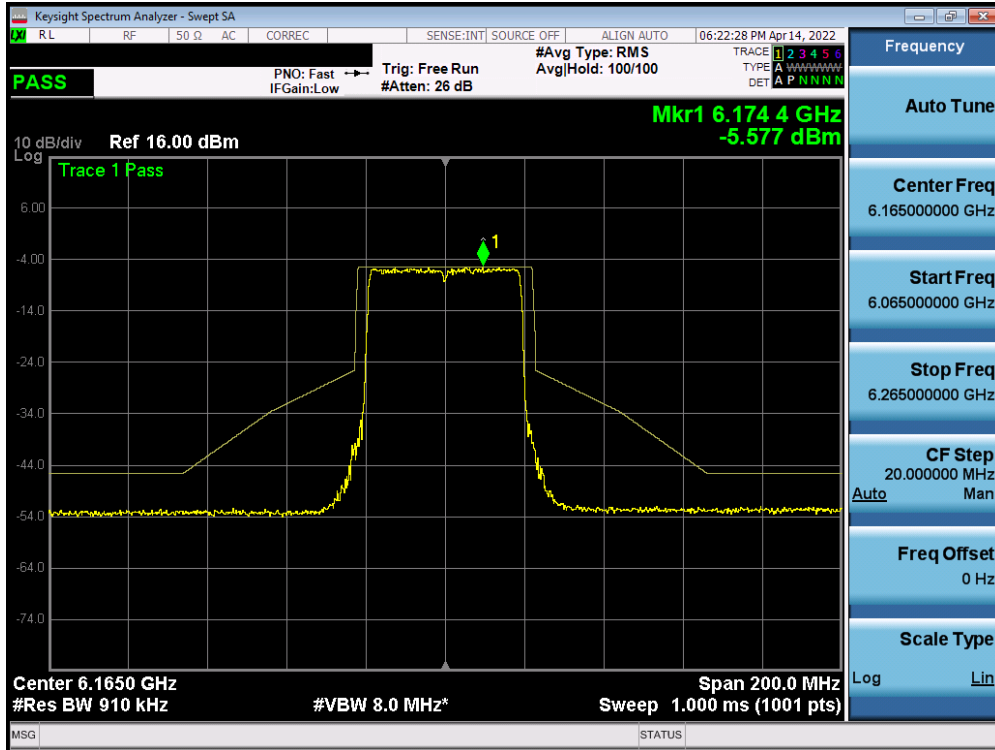 Keysight Spectrum Analyzer - Swept SA
LXI RL RF 50 Ω AC CORREC SENSE:INT SOURCE OFF ALIGN AUTO 06:22:28 PM Apr 14, 2022
Frequency
PASS
PNO: Fast
IFGain:Low
Trig: Free Run
#Atten: 26 dB
#Avg Type: RMS
Avg|Hold: 100/100
TRACE 1 2 3 4 5 6
TYPE A WWWWW
DET A P N N N N
Auto Tune
Mkr1 6.174 4 GHz
-5.577 dBm
10 dB/div Ref 16.00 dBm
Log
Trace 1 Pass
6.00
-4.00
-14.0
-24.0
-34.0
-44.0
-54.0
-64.0
-74.0
1
Center Freq
6.165000000 GHz
Start Freq
6.065000000 GHz
Stop Freq
6.265000000 GHz
CF Step
20.000000 MHz
Auto Man
Freq Offset
0 Hz
Scale Type
Log Lin
Center 6.1650 GHz Span 200.0 MHz
#Res BW 910 kHz #VBW 8.0 MHz* Sweep 1.000 ms (1001 pts)
MSG STATUS